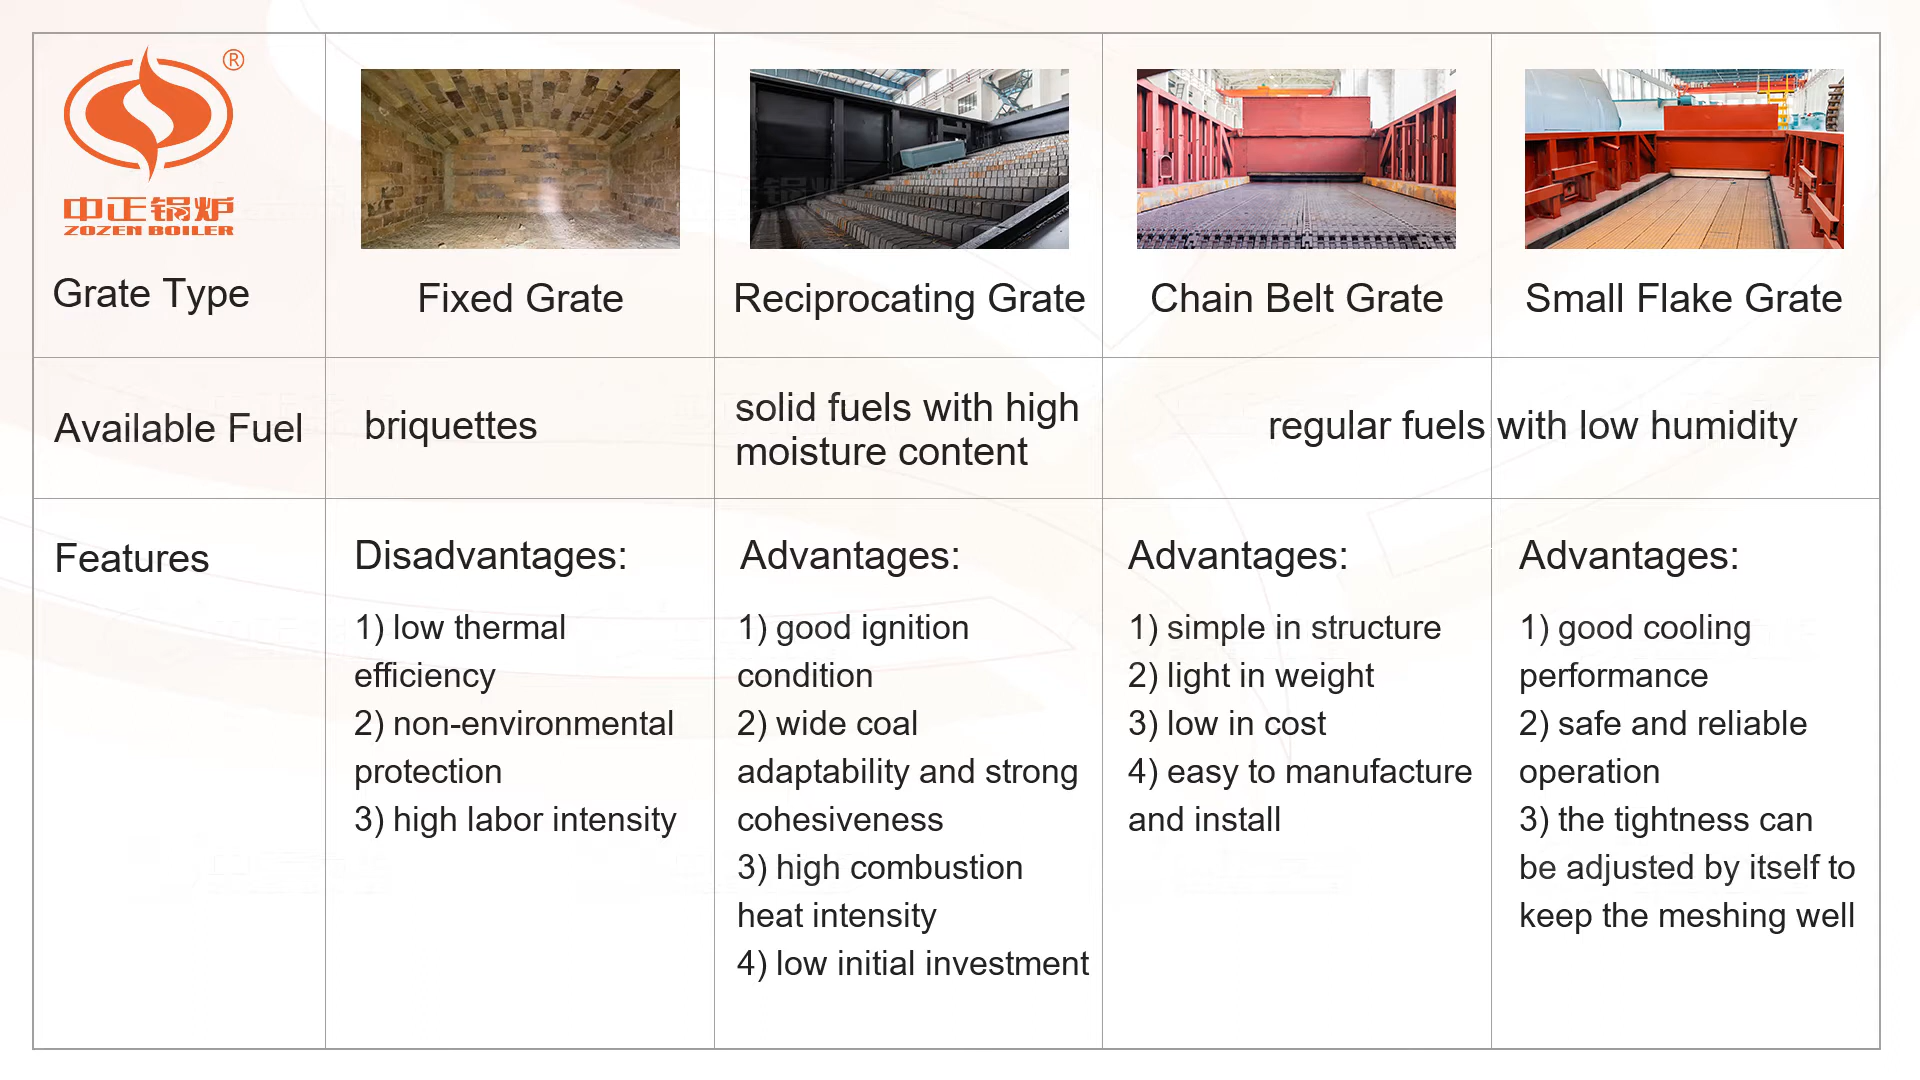 ®
中正锅炉
ZOZEN BOILER
Grate Type
Fixed Grate
Reciprocating Grate
Chain Belt Grate
Small Flake Grate
Available Fuel
briquettes
solid fuels with high
moisture content
regular fuels with low humidity
Features
Disadvantages:
1) low thermal
efficiency
2) non-environmental
protection
3) high labor intensity
Advantages:
1) good ignition
condition
2) wide coal
adaptability and strong
cohesiveness
3) high combustion
heat intensity
4) low initial investment
Advantages:
1) simple in structure
2) light in weight
3) low in cost
4) easy to manufacture
and install
Advantages:
1) good cooling
performance
2) safe and reliable
operation
3) the tightness can
be adjusted by itself to
keep the meshing well